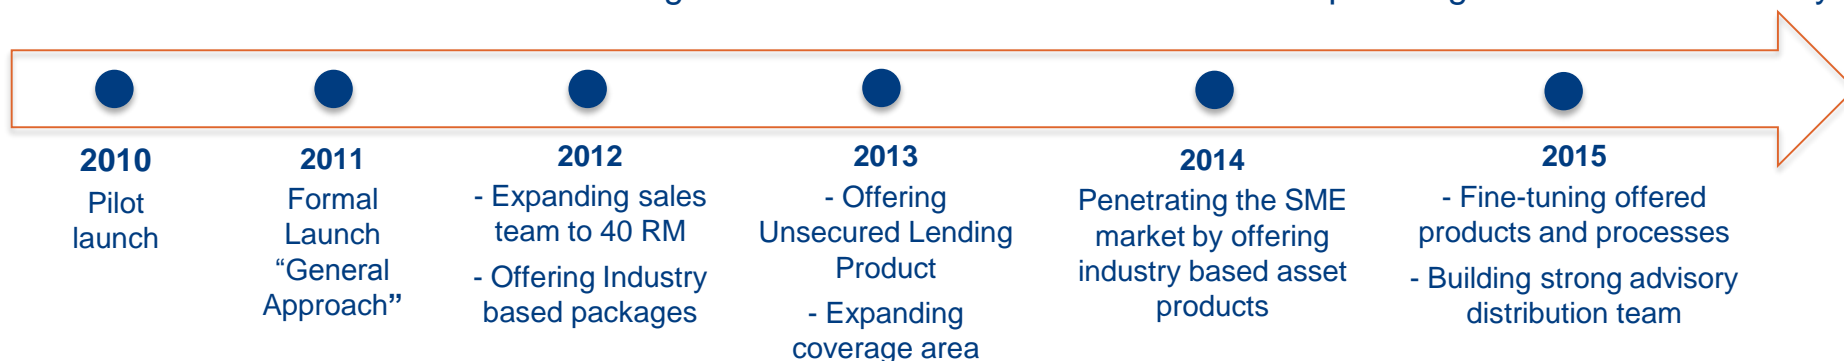 2010
Pilot
launch
2011
Formal
Launch
“General
Approach”
2012
- Expanding sales
team to 40 RM
- Offering Industry
based packages
2013
- Offering
Unsecured Lending
Product
- Expanding
coverage area
2014
Penetrating the SME
market by offering
industry based asset
products
2015
- Fine-tuning offered
products and processes
- Building strong advisory
distribution team